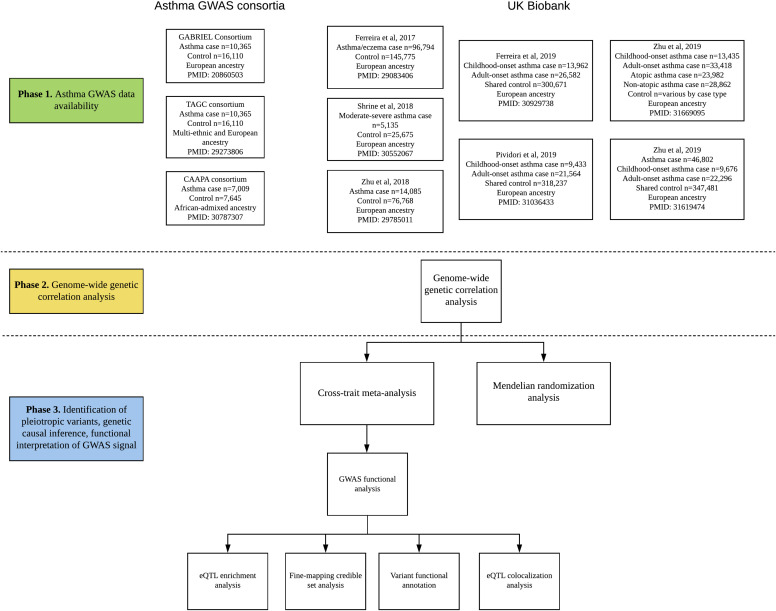 Asthma GWAS consortia
UK Biobank
Phase 1. Asthma GWAS data
availability
GABRIEL Consortium
Asthma case n=10,365
Control n=16,110
European ancestry
PMID: 20860503
TAGC consortium
Asthma case n=10,365
Control n=16,110
Multi-ethnic and European
ancestry
PMID: 29273806
CAAPA consortium
Asthma case n=7,009
Control n=7,645
African-admixed ancestry
PMID: 30787307
Ferreira et al, 2017
Asthma/eczema case n=96,794
Control n=145,775
European ancestry
PMID: 29083406
Shrine et al, 2018
Moderate-severe asthma case
n=5,135
Control n=25,675
European ancestry
PMID: 30552067
Zhu et al, 2018
Asthma case n=14,085
Control n=76,768
European ancestry
PMID: 29785011
Ferreira et al, 2019
Childhood-onset asthma case n=13,962
Adult-onset asthma case n=26,582
Shared control n=300,671
European ancestry
PMID: 30929738
Pividori et al, 2019
Childhood-onset asthma case n=9,433
Adult-onset asthma case n=21,564
Shared control n=318,237
European ancestry
PMID: 31036433
Zhu et al, 2019
Childhood-onset asthma case n=13,435
Adult-onset asthma case n=33,418
Atopic asthma case n=23,982
Non-atopic asthma case n=28,862
Control n=various by case type
European ancestry
PMID: 31669095
Zhu et al, 2019
Asthma case n=46,802
Childhood-onset asthma case n=9,676
Adult-onset asthma case n=22,296
Shared control n=347,481
European ancestry
PMID: 31619474
Phase 2. Genome-wide genetic
correlation analysis
Genome-wide
genetic correlation
analysis
Phase 3. Identification of
pleiotropic variants, genetic
causal inference, functional
interpretation of GWAS signal
Cross-trait meta-analysis
Mendelian randomization
analysis
GWAS functional
analysis
eQTL enrichment
analysis
Fine-mapping credible
set analysis
Variant functional
annotation
eQTL colocalization
analysis